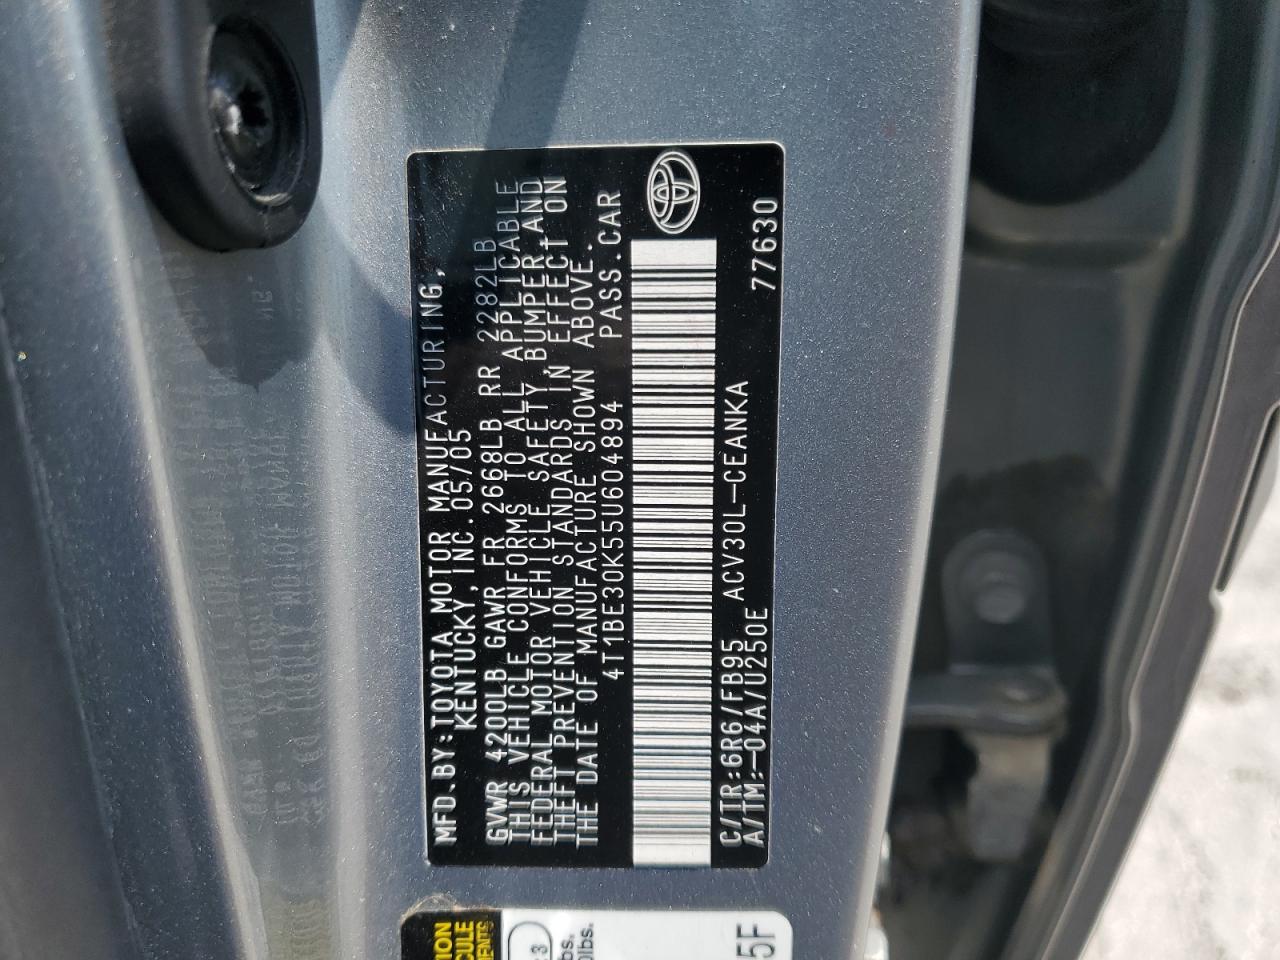 MFD.BY:TOYOTA MOTOR MANUFACTURING,
KENTUCKY,INC.05/05
GVWR 4200LB GAWR FR 2668LB RR 2282LB
THIS VEHICLE CONFORMS TO ALL APPLICABLE
FEDERAL MOTOR VEHICLE SAFETY,BUMPER,AND
THEFT PREVENTION STANDARDS IN EFFECT ON
THE DATE OF MANUFACTURE SHOWN ABOVE.
4T1BE30K55U604894 PASS.CAR
C/TR:6R6/FB95 ACV30L-CEANKA 77630
A/TM:-04A/U250E
5F